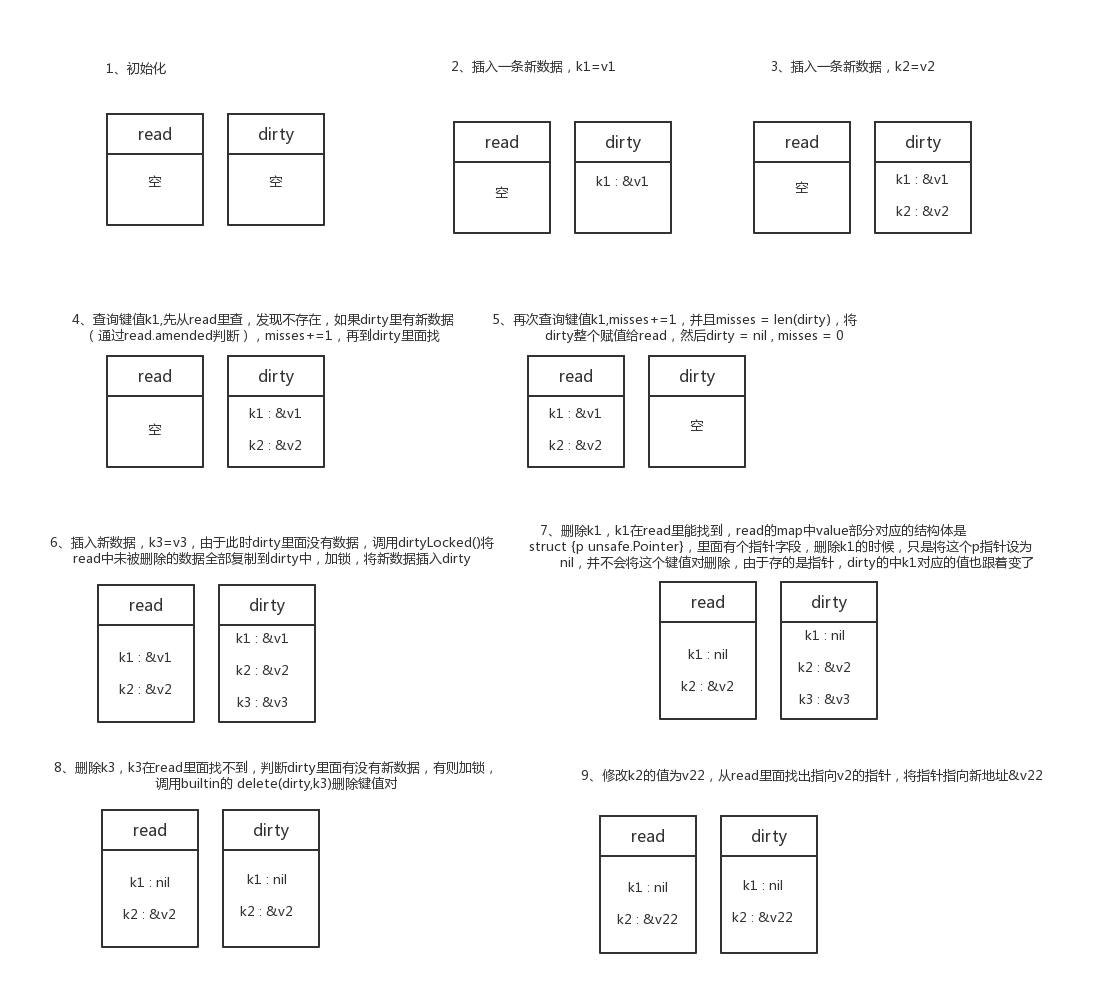 1、初始化
read
dirty
空
空
2、插入一条新数据，k1=v1
read
dirty
空
k1 : &v1
3、插入一条新数据，k2=v2
read
dirty
空
k1 : &v1
k2 : &v2
4、查询键值k1,先从read里查，发现不存在，如果dirty里有新数据
（通过read.amended判断），misses+=1，再到dirty里面找
read
dirty
空
k1 : &v1
k2 : &v2
5、再次查询键值k1,misses+=1，并且misses = len(dirty)，将
dirty整个赋值给read，然后dirty = nil , misses = 0
read
dirty
k1 : &v1
k2 : &v2
空
6、插入新数据，k3=v3，由于此时dirty里面没有数据，调用dirtyLocked()将
read中未被删除的数据全部复制到dirty中，加锁，将新数据插入dirty
read
dirty
k1 : &v1
k2 : &v2
k1 : &v1
k2 : &v2
k3 : &v3
7、删除k1，k1在read里能找到，read的map中value部分对应的结构体是
struct {p unsafe.Pointer}，里面有个指针字段，删除k1的时候，只是将这个p指针设为
nil，并不会将这个键值对删除，由于存的是指针，dirty的中k1对应的值也跟着变了
read
dirty
k1 : nil
k2 : &v2
k1 : nil
k2 : &v2
k3 : &v3
8、删除k3，k3在read里面找不到，判断dirty里面有没有新数据，有则加锁，
调用builtin的 delete(dirty,k3)删除键值对
read
dirty
k1 : nil
k2 : &v2
k1 : nil
k2 : &v2
9、修改k2的值为v22，从read里面找出指向v2的指针，将指针指向新地址&v22
read
dirty
k1 : nil
k2 : &v22
k1 : nil
k2 : &v22